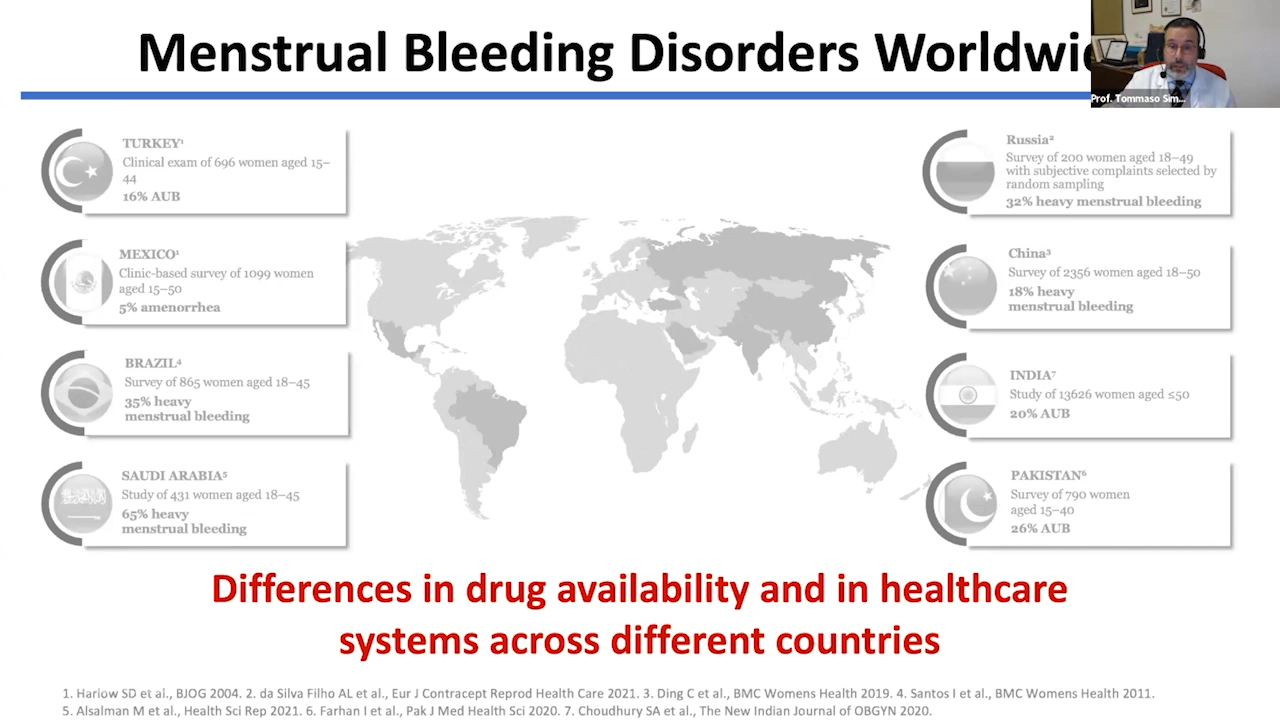 Menstrual Bleeding Disorders Worldwi
Prof. Tommaso Sim...
TURKEY¹
Clinical exam of 696 women aged 15–
44
16% AUB
MEXICO¹
Clinic-based survey of 1099 women
aged 15–50
5% amenorrhea
BRAZIL⁴
Survey of 865 women aged 18–45
35% heavy
menstrual bleeding
SAUDI ARABIA⁵
Study of 431 women aged 18–45
65% heavy
menstrual bleeding
Russia²
Survey of 200 women aged 18–49
with subjective complaints selected by
random sampling
32% heavy menstrual bleeding
China³
Survey of 2356 women aged 18–50
18% heavy
menstrual bleeding
INDIA⁷
Study of 13626 women aged ≤50
20% AUB
PAKISTAN⁶
Survey of 790 women
aged 15–40
26% AUB
Differences in drug availability and in healthcare
systems across different countries
1. Harlow SD et al., BJOG 2004. 2. da Silva Filho AL et al., Eur J Contracept Reprod Health Care 2021. 3. Ding C et al., BMC Womens Health 2019. 4. Santos I et al., BMC Womens Health 2011.
5. Alsalman M et al., Health Sci Rep 2021. 6. Farhan I et al., Pak J Med Health Sci 2020. 7. Choudhury SA et al., The New Indian Journal of OBGYN 2020.